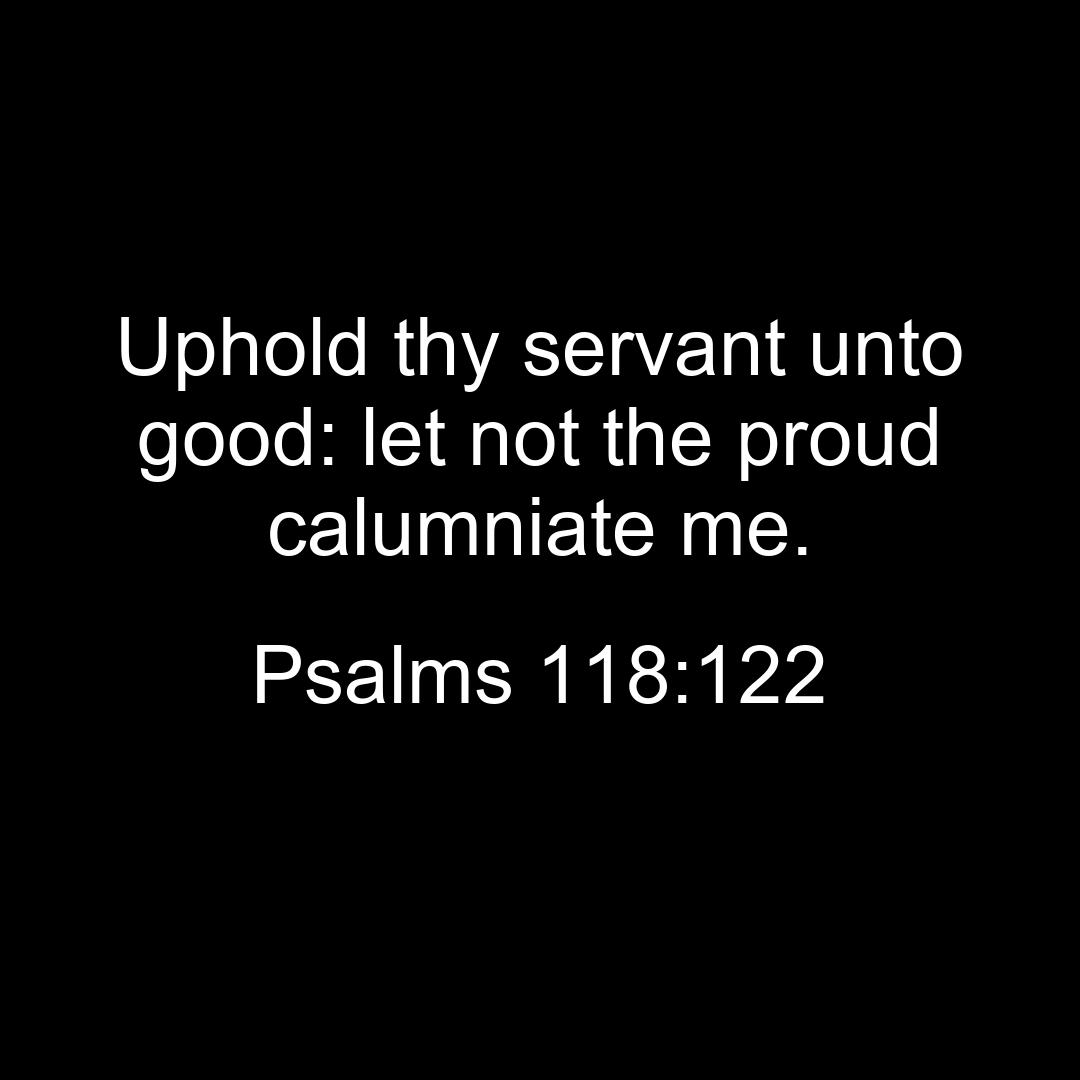 Uphold thy servant unto
good: let not the proud
calumniate me.
Psalms 118:122